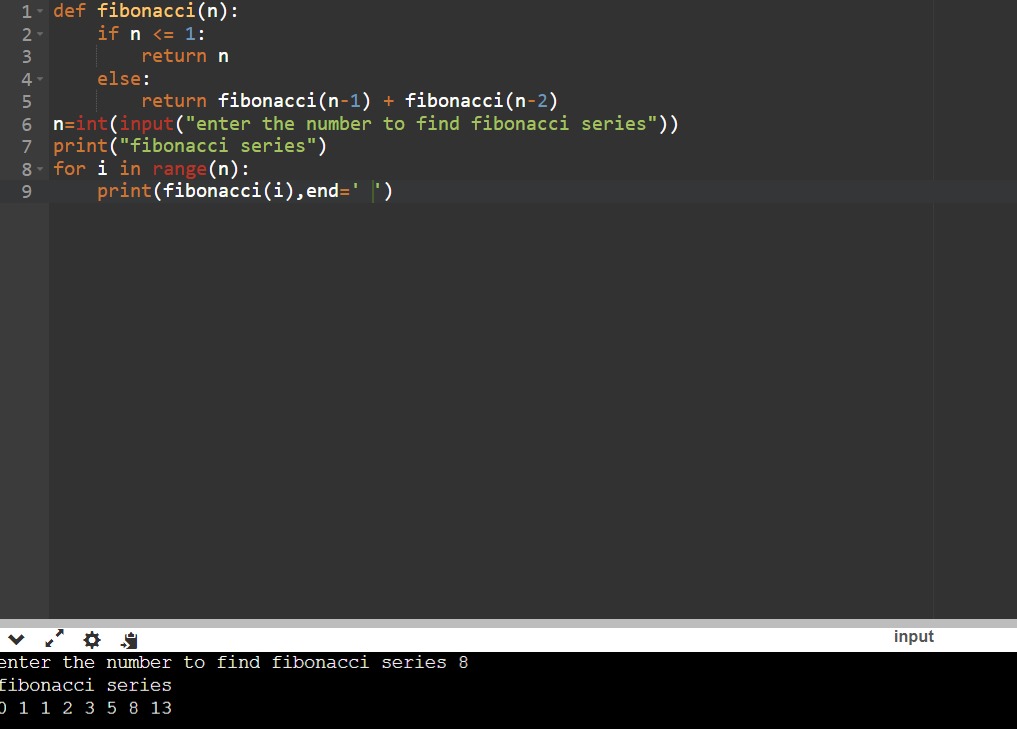 1 def fibonacci(n):
2     if n <= 1:
3         return n
4     else:
5         return fibonacci(n-1) + fibonacci(n-2)
6 n=int(input("enter the number to find fibonacci series"))
7 print("fibonacci series")
8 for i in range(n):
9     print(fibonacci(i),end=' ')
input
enter the number to find fibonacci series 8
fibonacci series
0 1 1 2 3 5 8 13